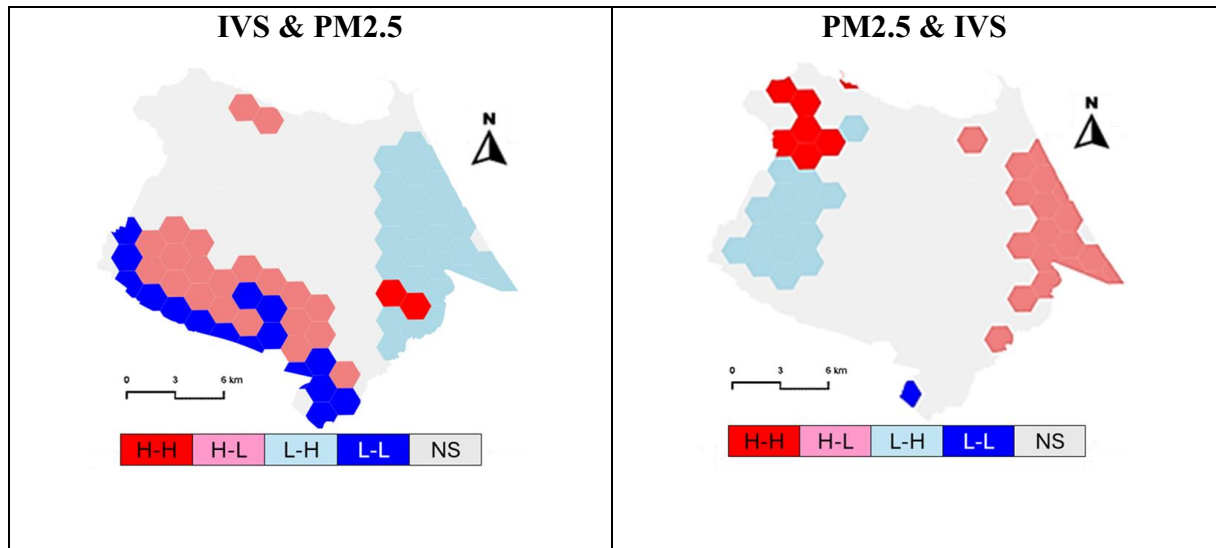 IVS & PM2.5
N
0 3 6 km
H-H H-L L-H L-L NS
PM2.5 & IVS
N
0 3 6 km
H-H H-L L-H L-L NS